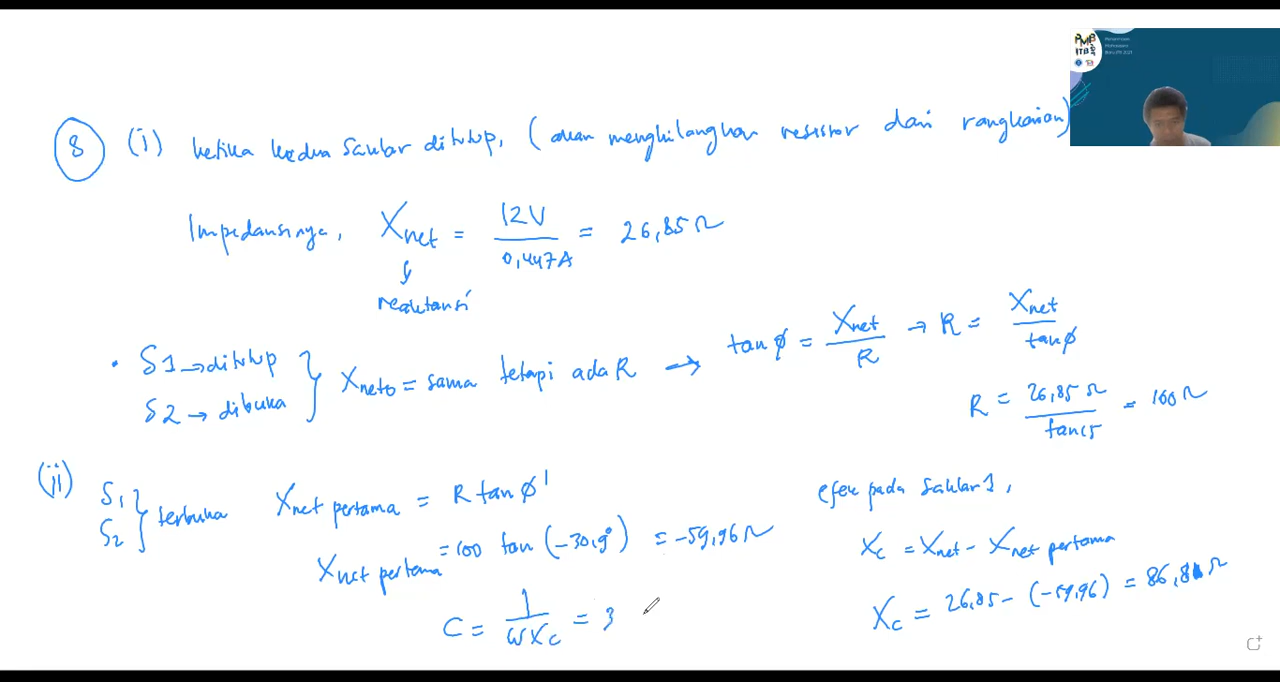 8 (i) ketika kedua saklar ditutup, (akan menghilangkan resistor dari rangkaian)
Impedansinya, Xnet = 12V / 0,447A = 26,85 Ω
reaktansi
• S1 → ditutup
S2 → dibuka
Xneto = sama tetapi ada R → tan ϕ = Xnet / R → R = Xnet / tan ϕ
R = 26,85 Ω / tan 15 = 100 Ω
(ii) S1 S2 } terbuka
Xnet pertama = R tan ϕ'
Xnet pertama = 100 tan (-30,9°) = -59,96 Ω
C = 1 / ωXc = 3
efek pada saklar 1,
Xc = Xnet - Xnet pertama
Xc = 26,85 - (-59,96) = 86,81 Ω
PMB
ITB